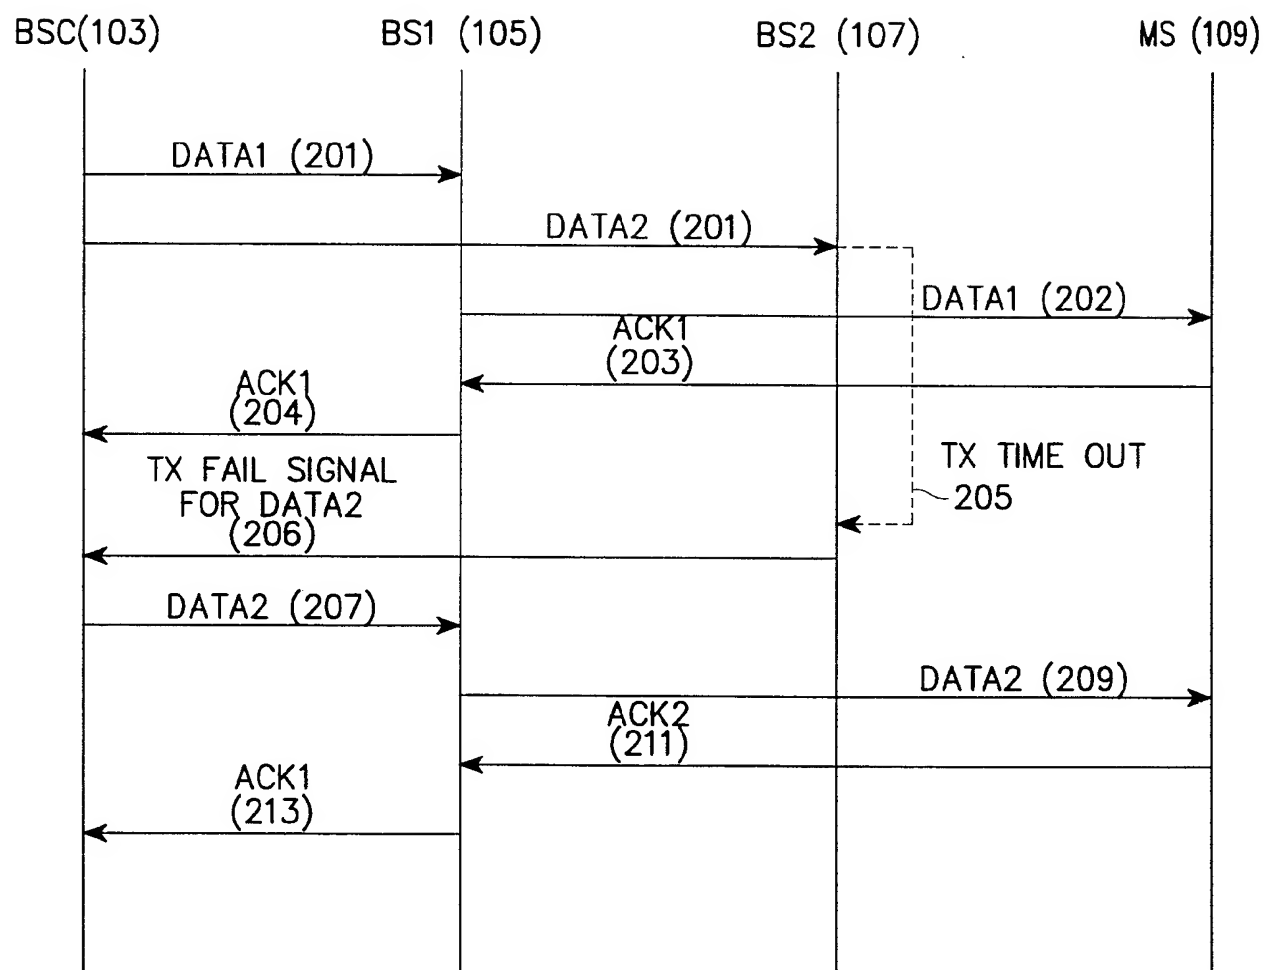 BSC(103)
BS1 (105)
BS2 (107)
MS (109)
DATA1 (201)
DATA2 (201)
DATA1 (202)
ACK1
(203)
ACK1
(204)
TX TIME OUT
205
TX FAIL SIGNAL
FOR DATA2
(206)
DATA2 (207)
DATA2 (209)
ACK2
(211)
ACK1
(213)